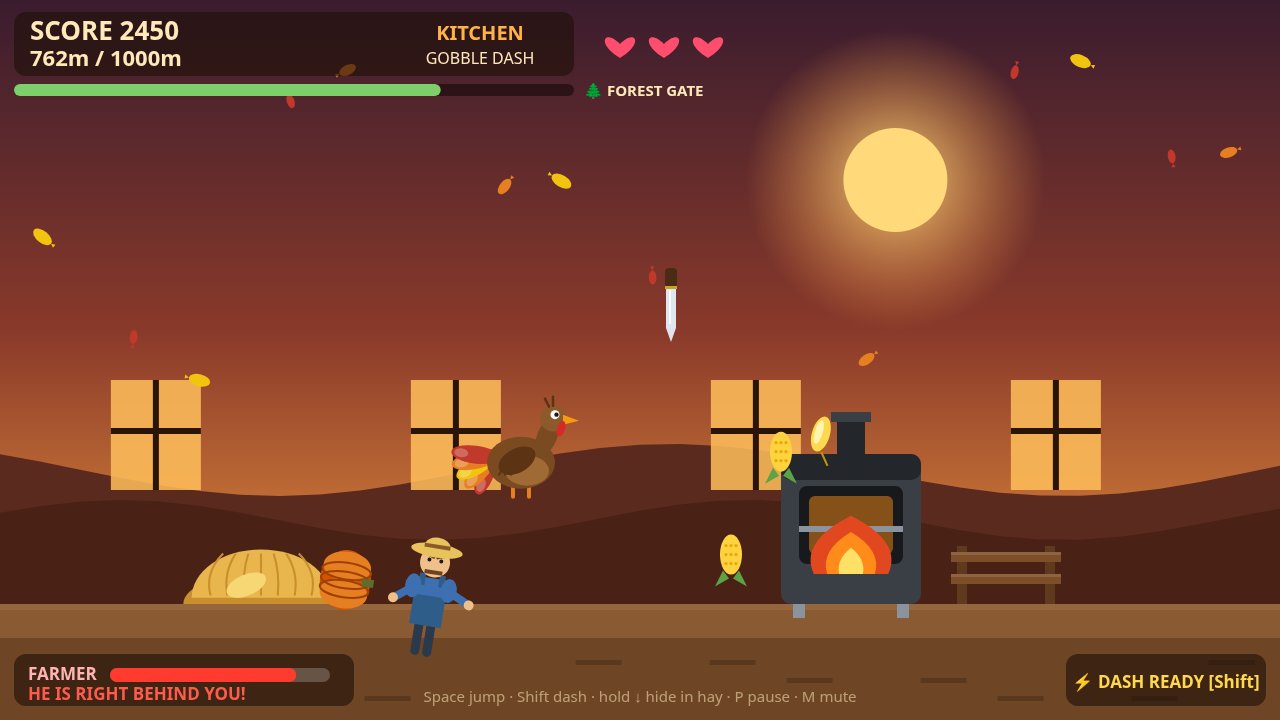 SCORE 2450
762m / 1000m
KITCHEN
GOBBLE DASH
FOREST GATE
FARMER
HE IS RIGHT BEHIND YOU!
Space jump · Shift dash · hold ↓ hide in hay · P pause · M mute
⚡ DASH READY [Shift]